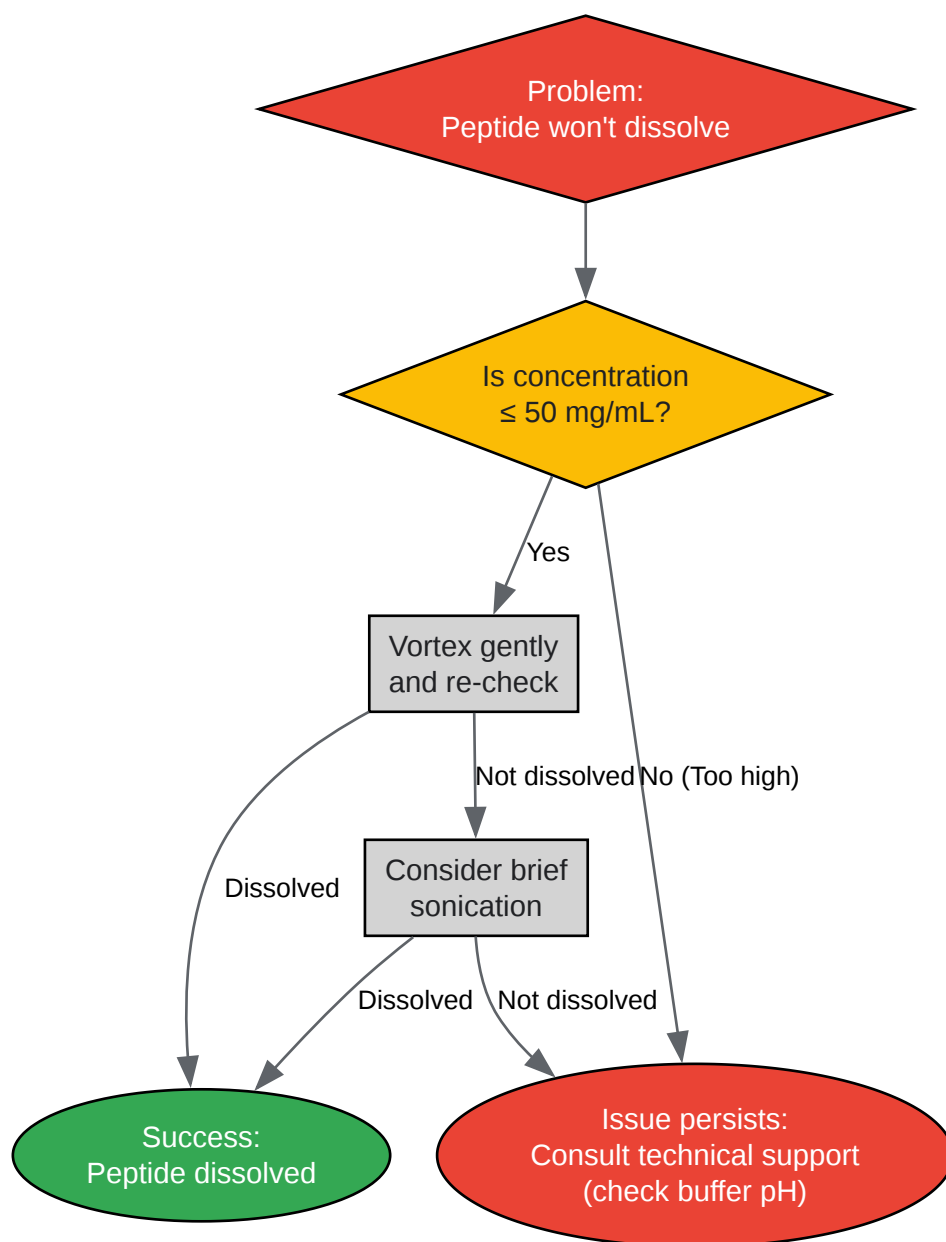 Problem:
Peptide won't dissolve
Is concentration
≤ 50 mg/mL?
Yes
Vortex gently
and re-check
Not dissolved
No (Too high)
Dissolved
Consider brief
sonication
Dissolved
Not dissolved
Success:
Peptide dissolved
Issue persists:
Consult technical support
(check buffer pH)